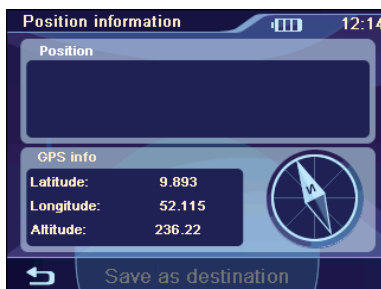 Position information 12:14
Position
GPS info
Latitude: 9.893
Longitude: 52.115
Altitude: 236.22
N
Save as destination